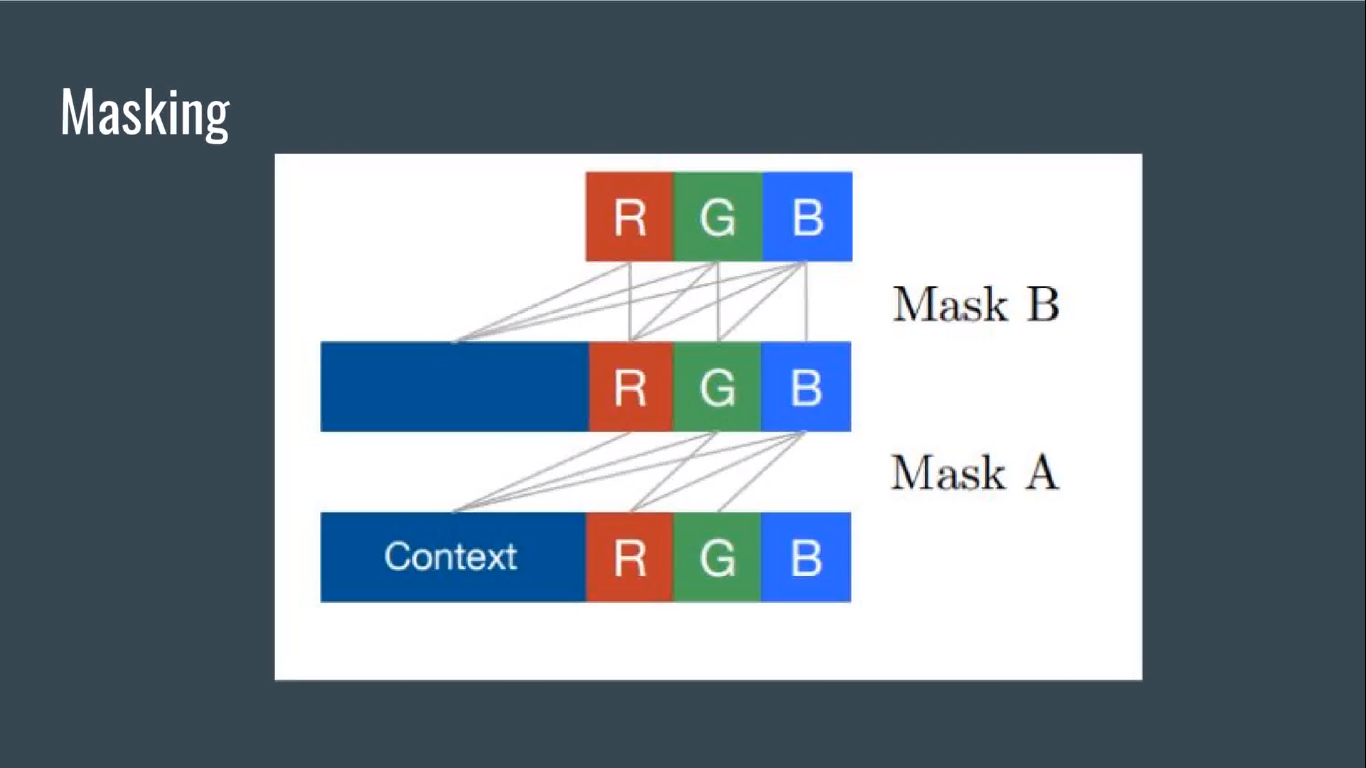 Masking
R G B
Mask B
R G B
Mask A
Context R G B